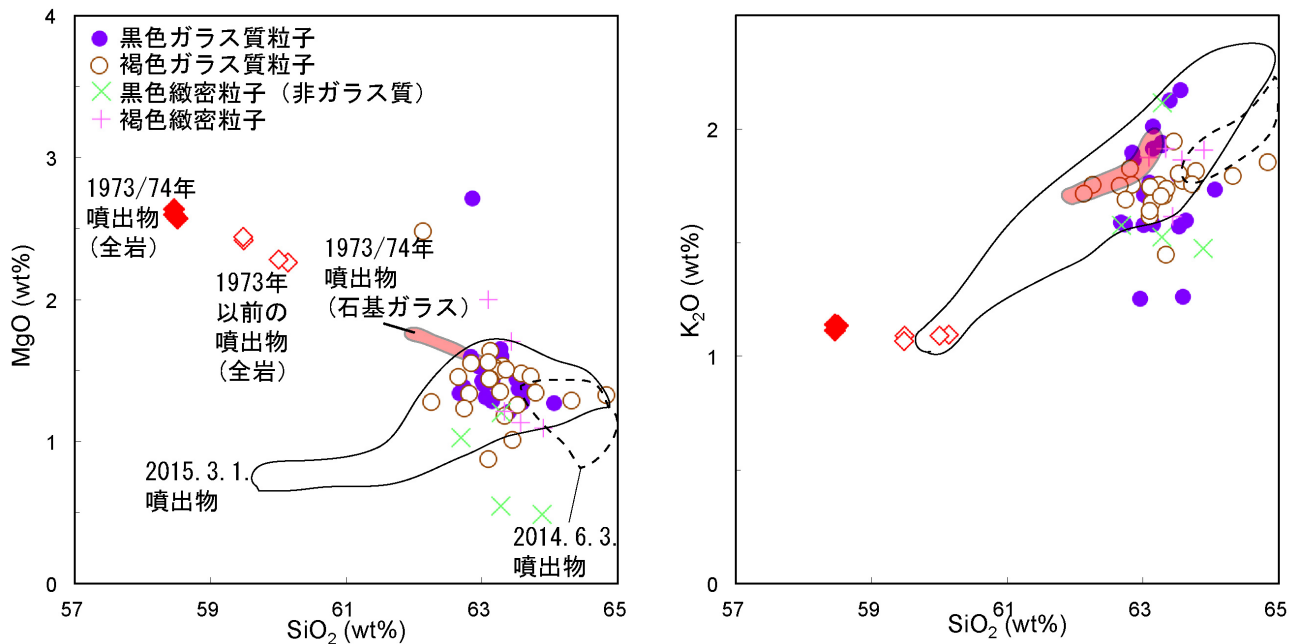 4
3
2
1
0
MgO (wt%)
黒色ガラス質粒子
褐色ガラス質粒子
黒色緻密粒子（非ガラス質）
褐色緻密粒子
1973/74年
噴出物
（全岩）
1973年
以前の
噴出物
（全岩）
1973/74年
噴出物
（石基ガラス）
2015.3.1.
噴出物
2014.6.3.
噴出物
57 59 61 63 65
SiO₂ (wt%)
2
1
0
K₂O (wt%)
57 59 61 63 65
SiO₂ (wt%)